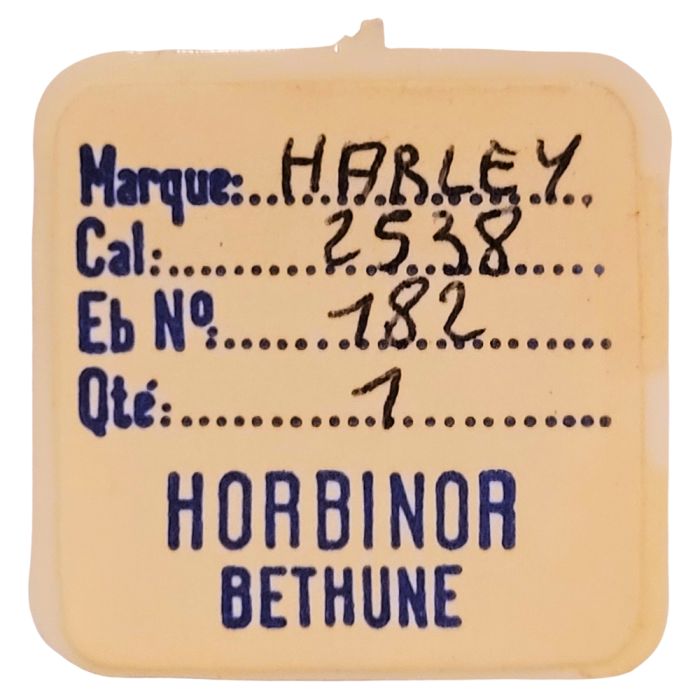 Marque: HARLEY
Cal: 2538
Eb Nº: 182
Qté: 1
HORBINOR
BETHUNE